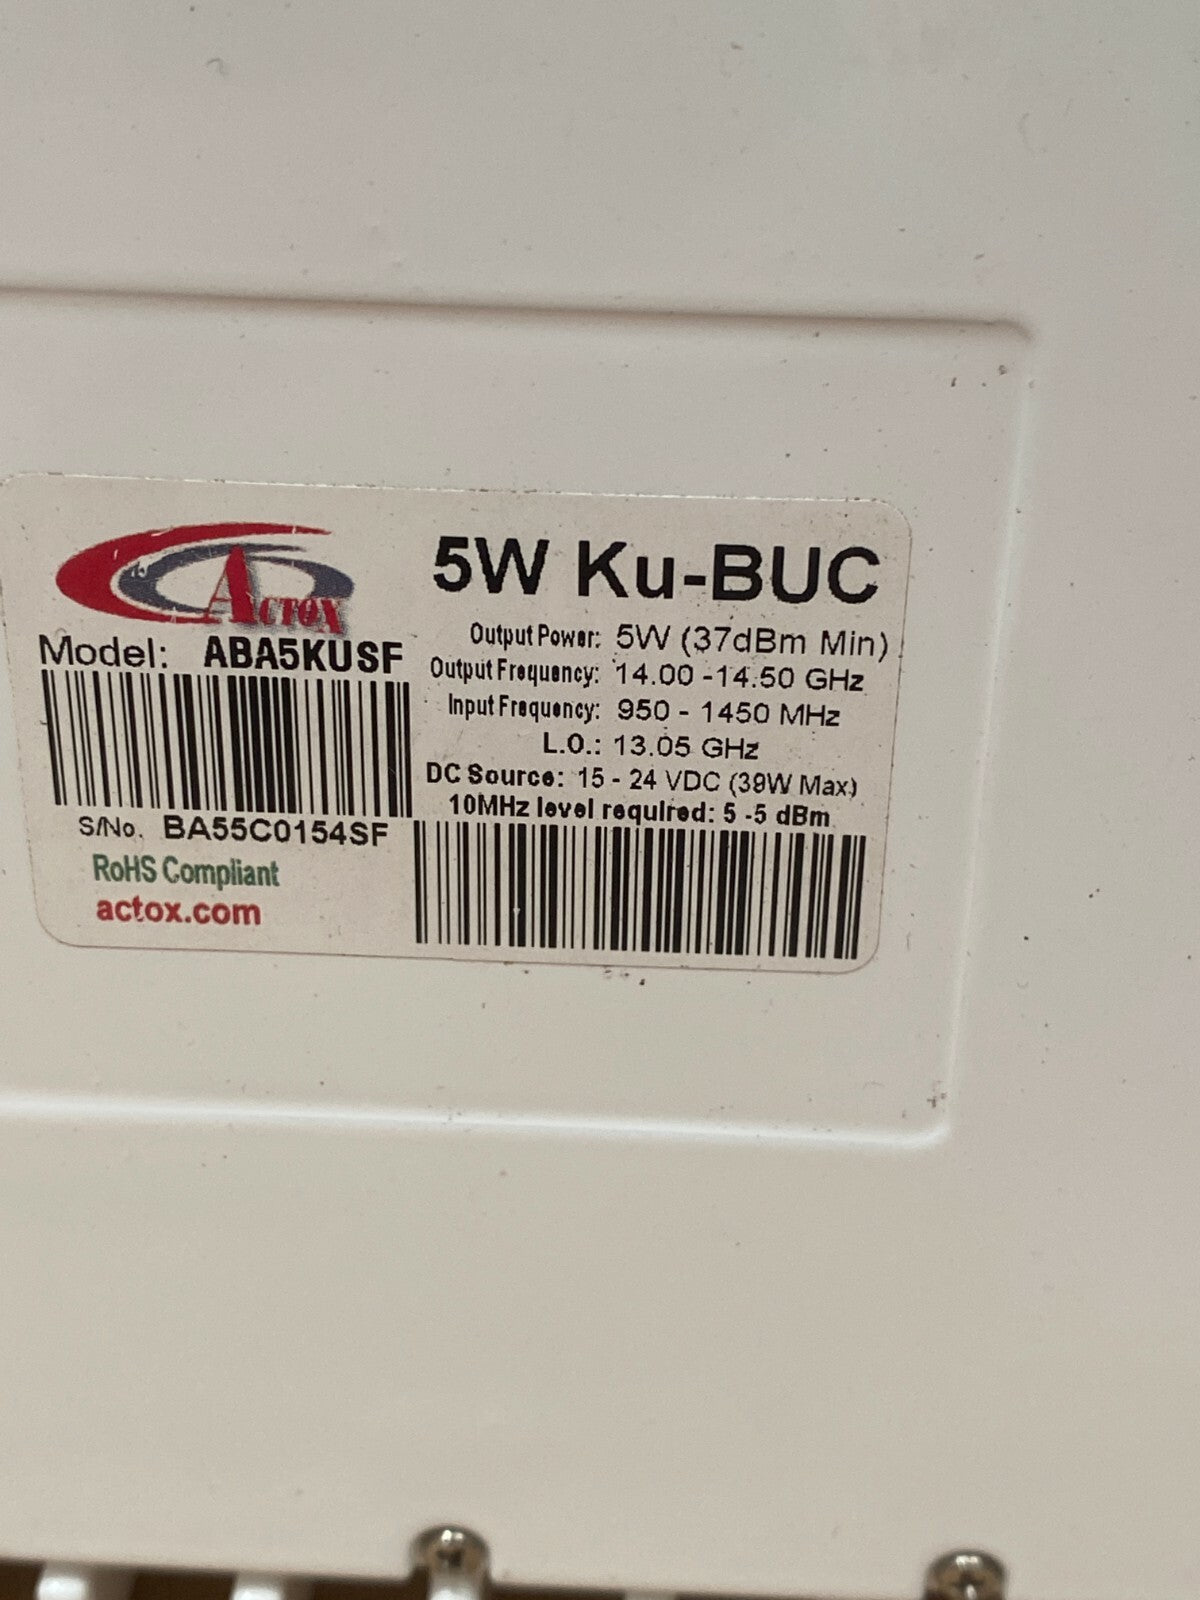 ACTOX
5W Ku-BUC
Model: ABA5KUSF
S/No. BA55C0154SF
RoHS Compliant
actox.com
Output Power: 5W (37dBm Min)
Output Frequency: 14.00 -14.50 GHz
Input Frequency: 950 - 1450 MHz
L.O.: 13.05 GHz
DC Source: 15 - 24 VDC (39W Max)
10MHz level required: 5 -5 dBm